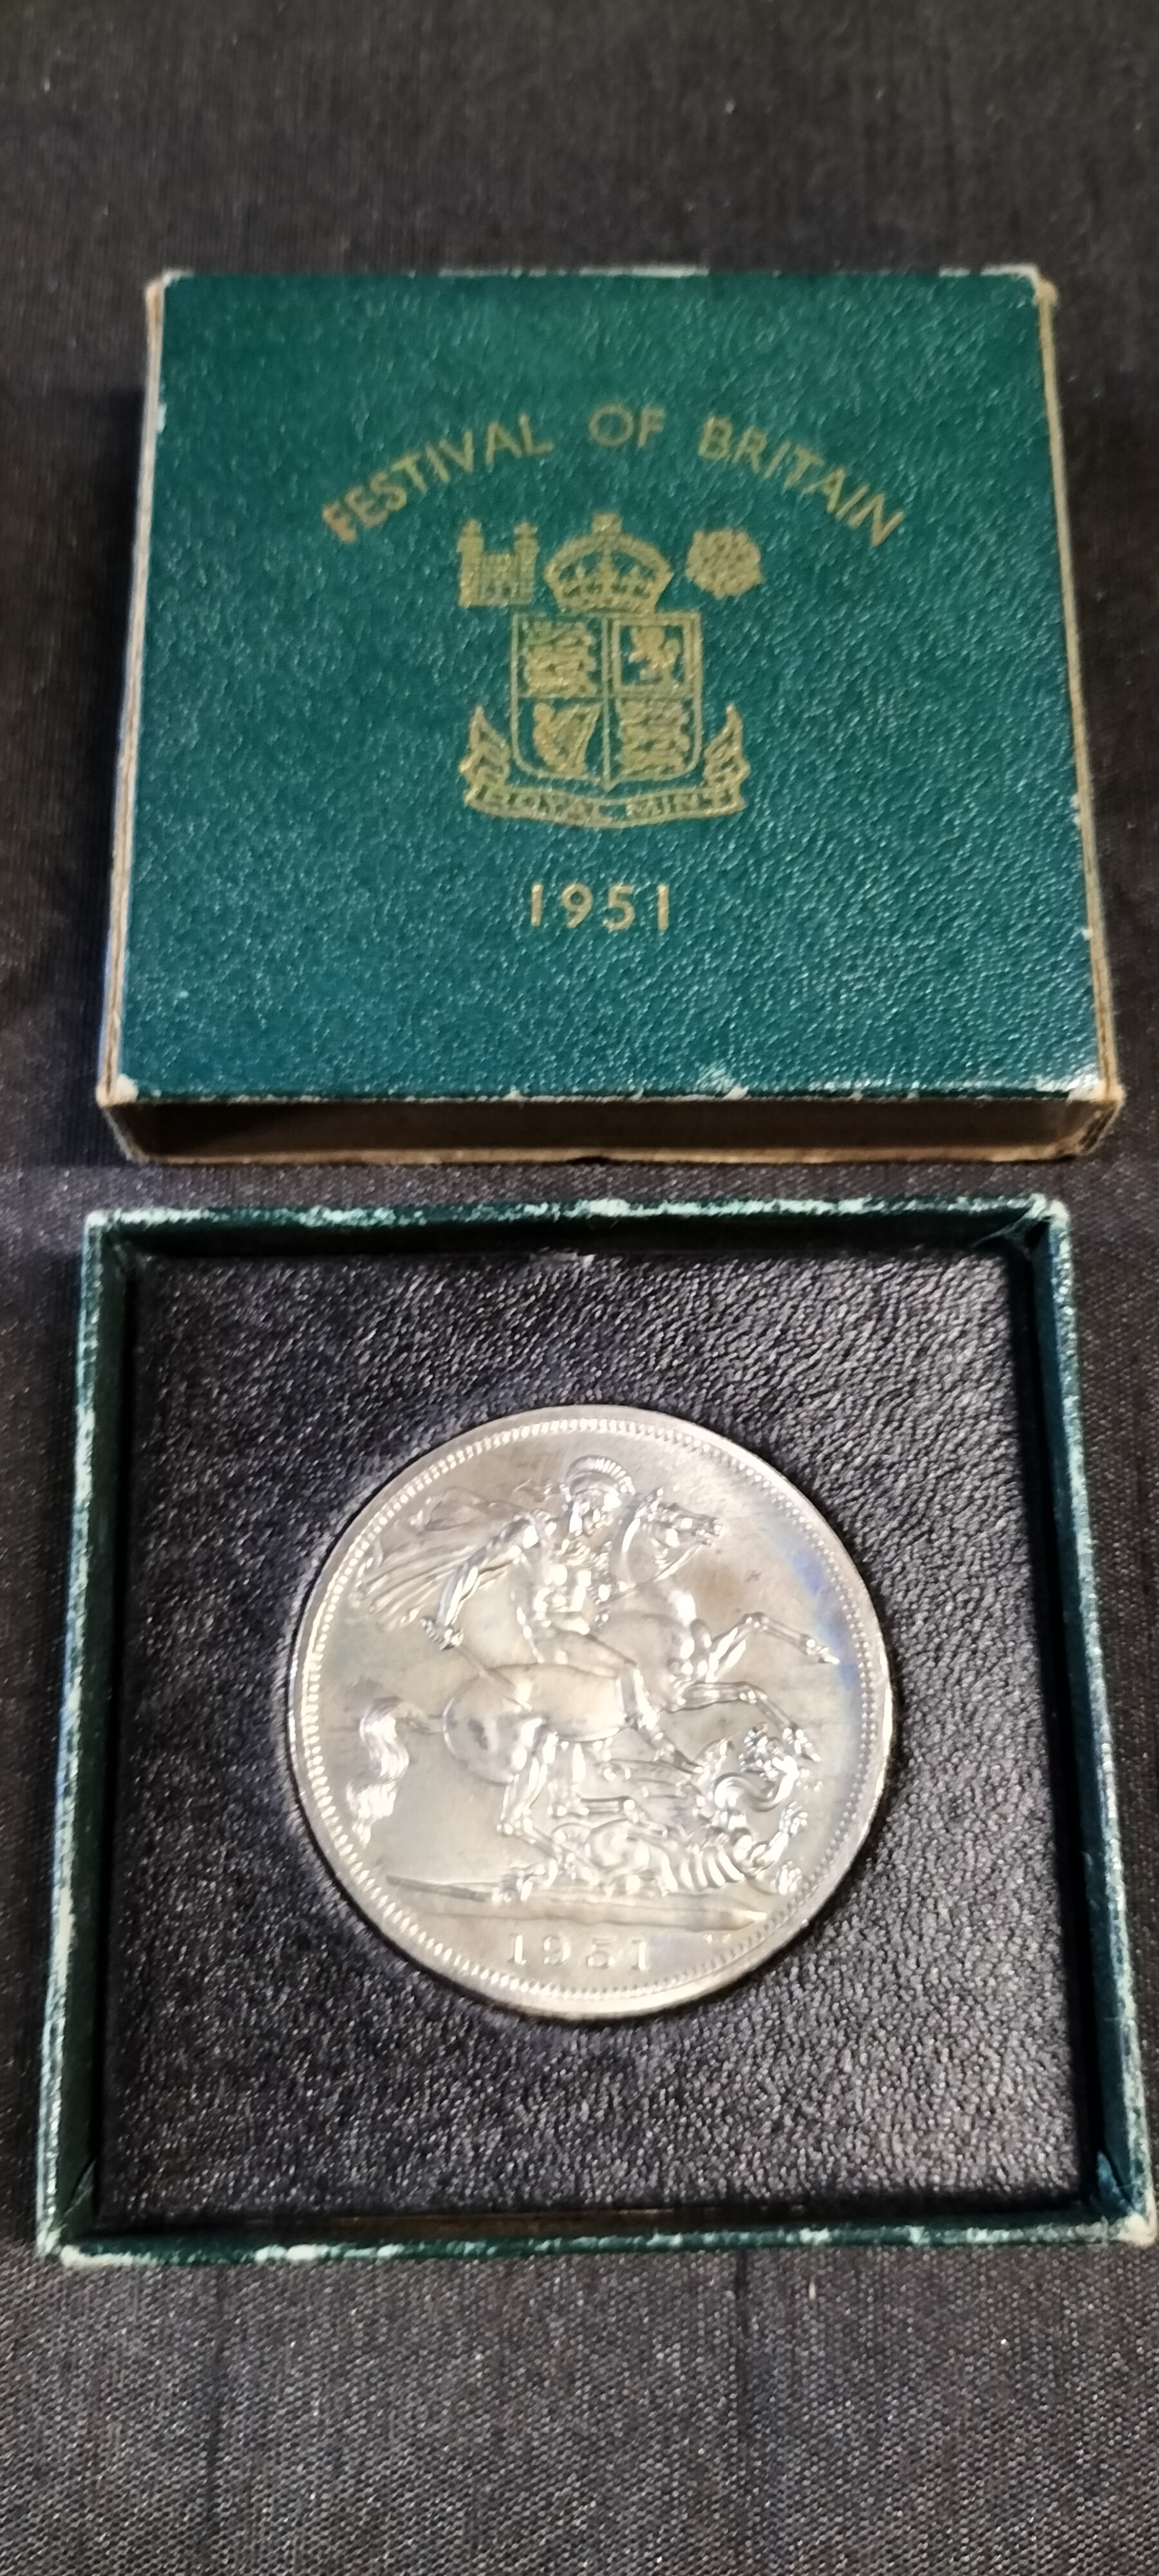 FESTIVAL OF BRITAIN
ROYAL MINT
1951
1951